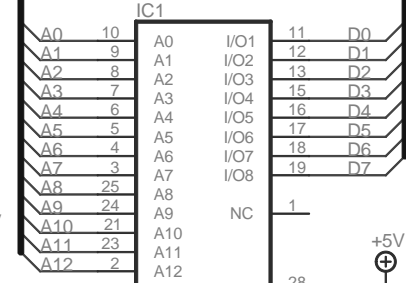 IC1
A0 10 A0 I/O1 11 D0
A1 9 A1 I/O2 12 D1
A2 8 A2 I/O3 13 D2
A3 7 A3 I/O4 15 D3
A4 6 A4 I/O5 16 D4
A5 5 A5 I/O6 17 D5
A6 4 A6 I/O7 18 D6
A7 3 A7 I/O8 19 D7
A8 25 A8
A9 24 A9 NC 1
A10 21 A10
A11 23 A11 +5V
A12 2 A12
28